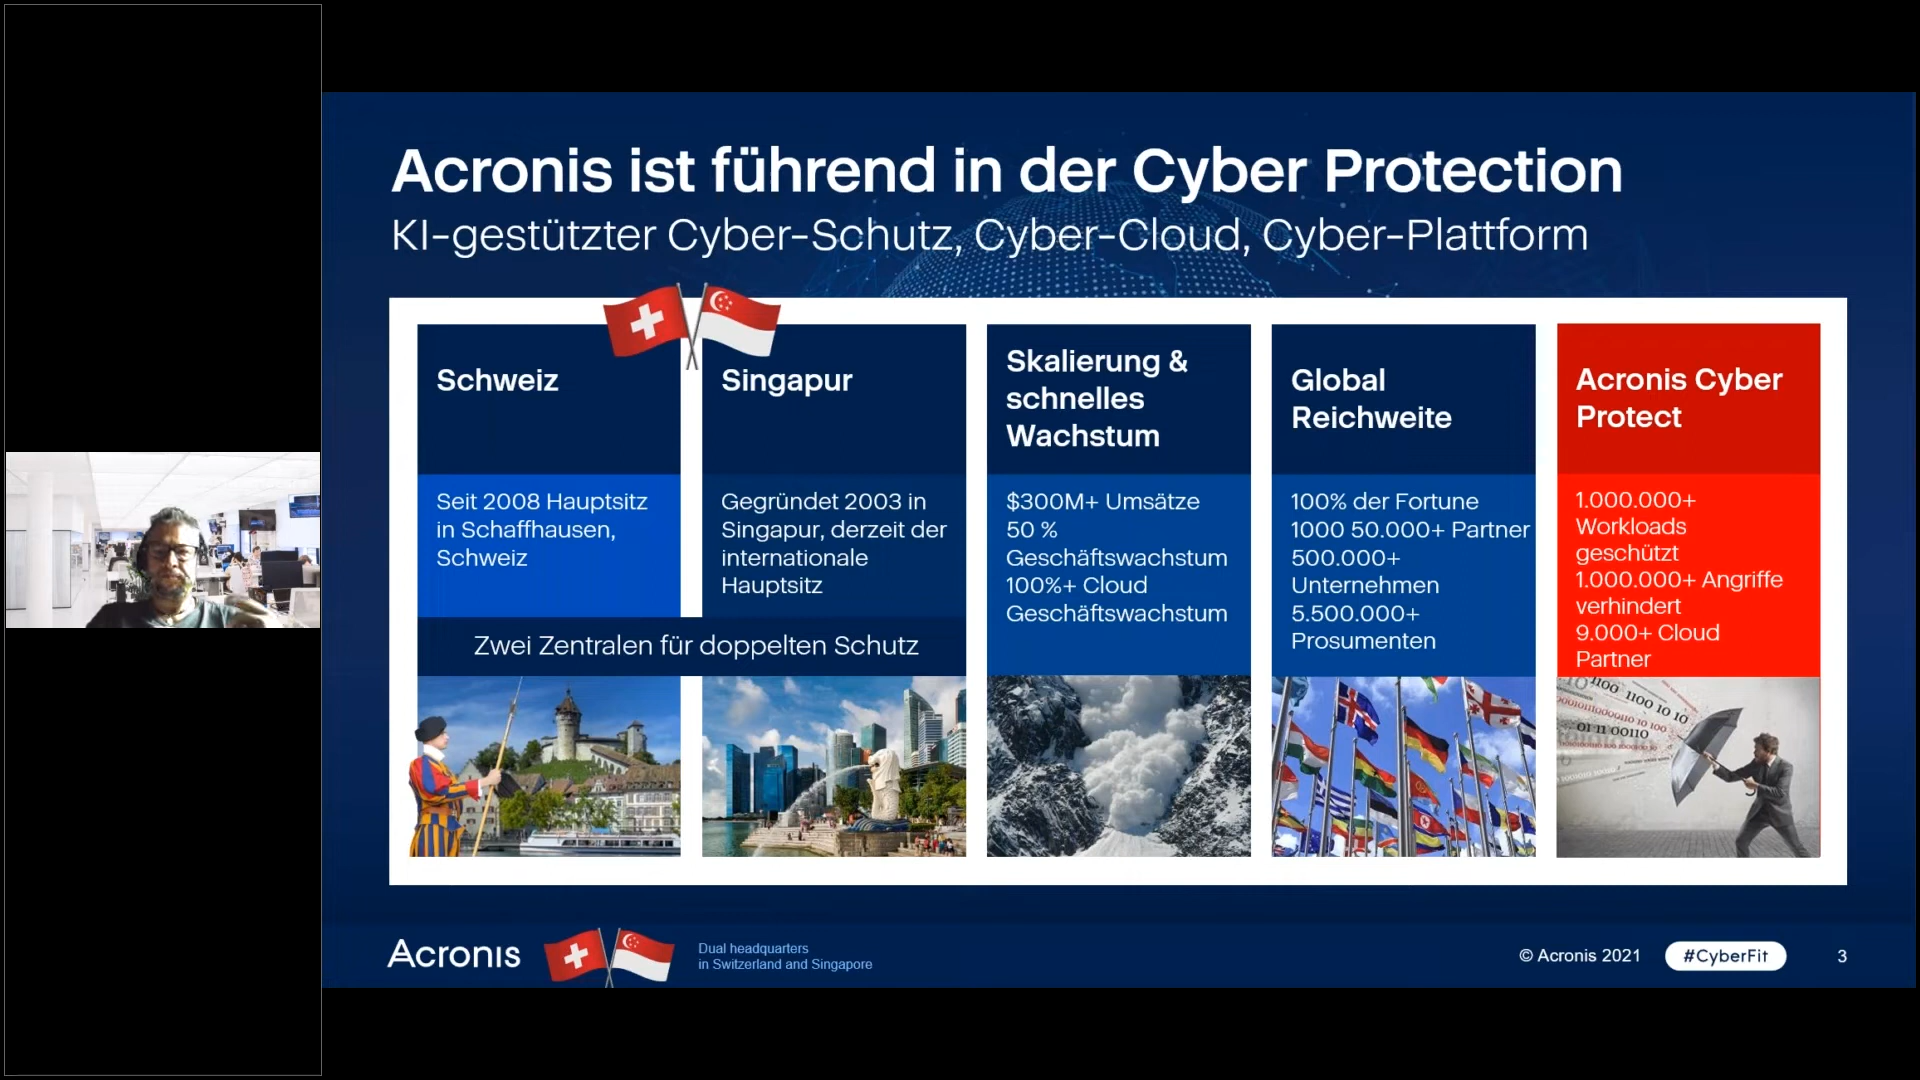 Acronis ist führend in der Cyber Protection
KI-gestützter Cyber-Schutz, Cyber-Cloud, Cyber-Plattform
Schweiz
Seit 2008 Hauptsitz
in Schaffhausen,
Schweiz
Singapur
Gegründet 2003 in
Singapur, derzeit der
internationale
Hauptsitz
Zwei Zentralen für doppelten Schutz
Skalierung &
schnelles
Wachstum
$300M+ Umsätze
50 %
Geschäftswachstum
100%+ Cloud
Geschäftswachstum
Global
Reichweite
100% der Fortune
1000 50.000+ Partner
500.000+
Unternehmen
5.500.000+
Prosumenten
Acronis Cyber
Protect
1.000.000+
Workloads
geschützt
1.000.000+ Angriffe
verhindert
9.000+ Cloud
Partner
Acronis
Dual headquarters
in Switzerland and Singapore
© Acronis 2021
#CyberFit
3